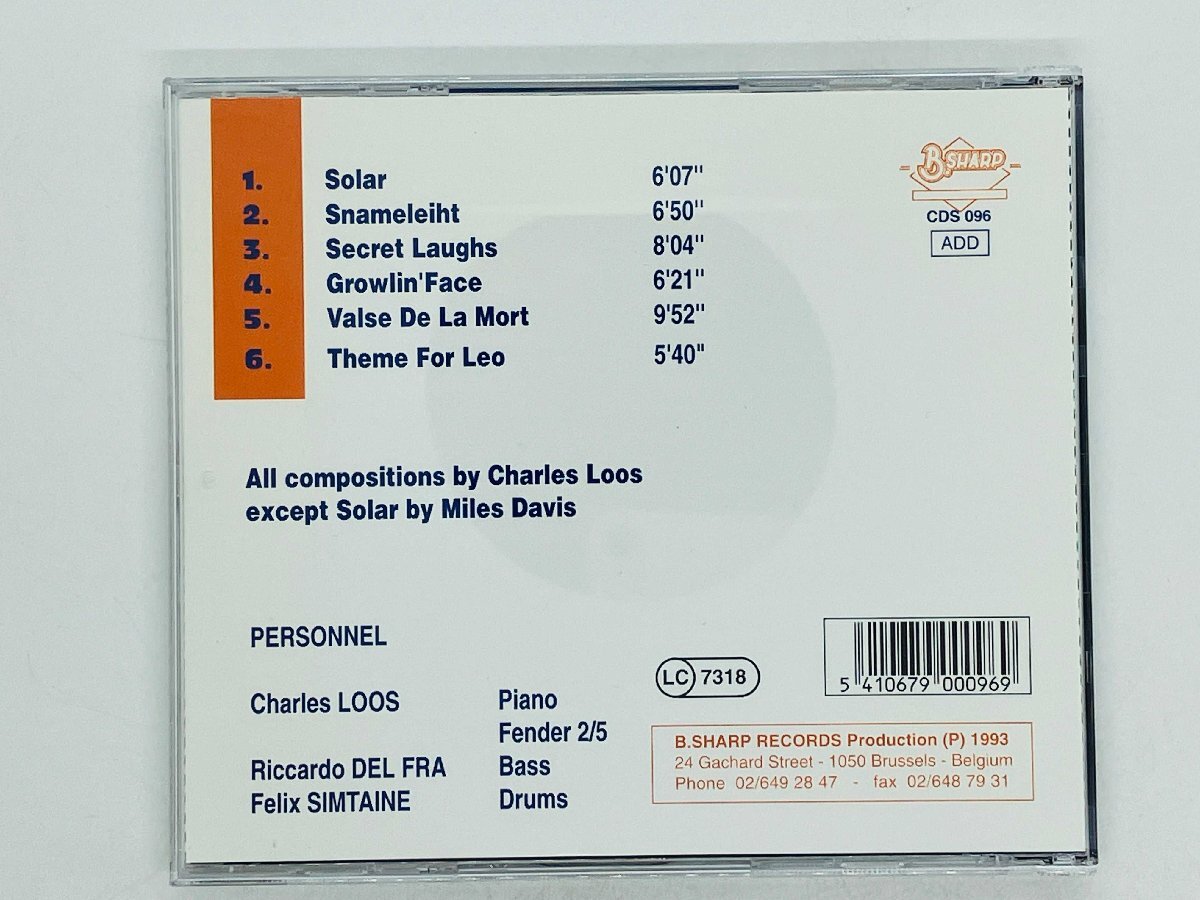 1. Solar 6'07"
2. Snameleiht 6'50"
3. Secret Laughs 8'04"
4. Growlin'Face 6'21"
5. Valse De La Mort 9'52"
6. Theme For Leo 5'40"
B.SHARP
CDS 096
ADD
All compositions by Charles Loos
except Solar by Miles Davis
PERSONNEL
Charles LOOS Piano
Fender 2/5
Riccardo DEL FRA Bass
Felix SIMTAINE Drums
LC 7318
5 410679 000969
B.SHARP RECORDS Production (P) 1993
24 Gachard Street - 1050 Brussels - Belgium
Phone 02/649 28 47 - fax 02/648 79 31